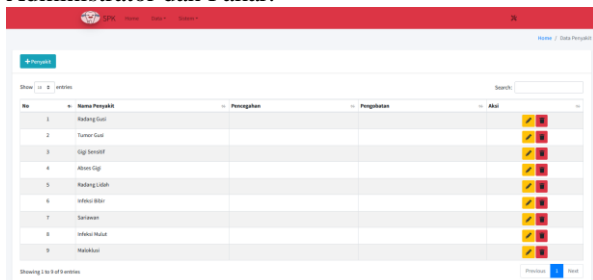 Administrator dan Pakar.
SPK Home Data Sistem
Home / Data Penyakit
+Penyakit
Show 10 entries Search:
No Nama Penyakit Pencegahan Pengobatan Aksi
1 Radang Gusi
2 Tumor Gusi
3 Gigi Sensitif
4 Abses Gigi
5 Radang Lidah
6 Infeksi Bibir
7 Sariawan
8 Infeksi Mulut
9 Maloklusi
Showing 1 to 9 of 9 entries Previous 1 Next